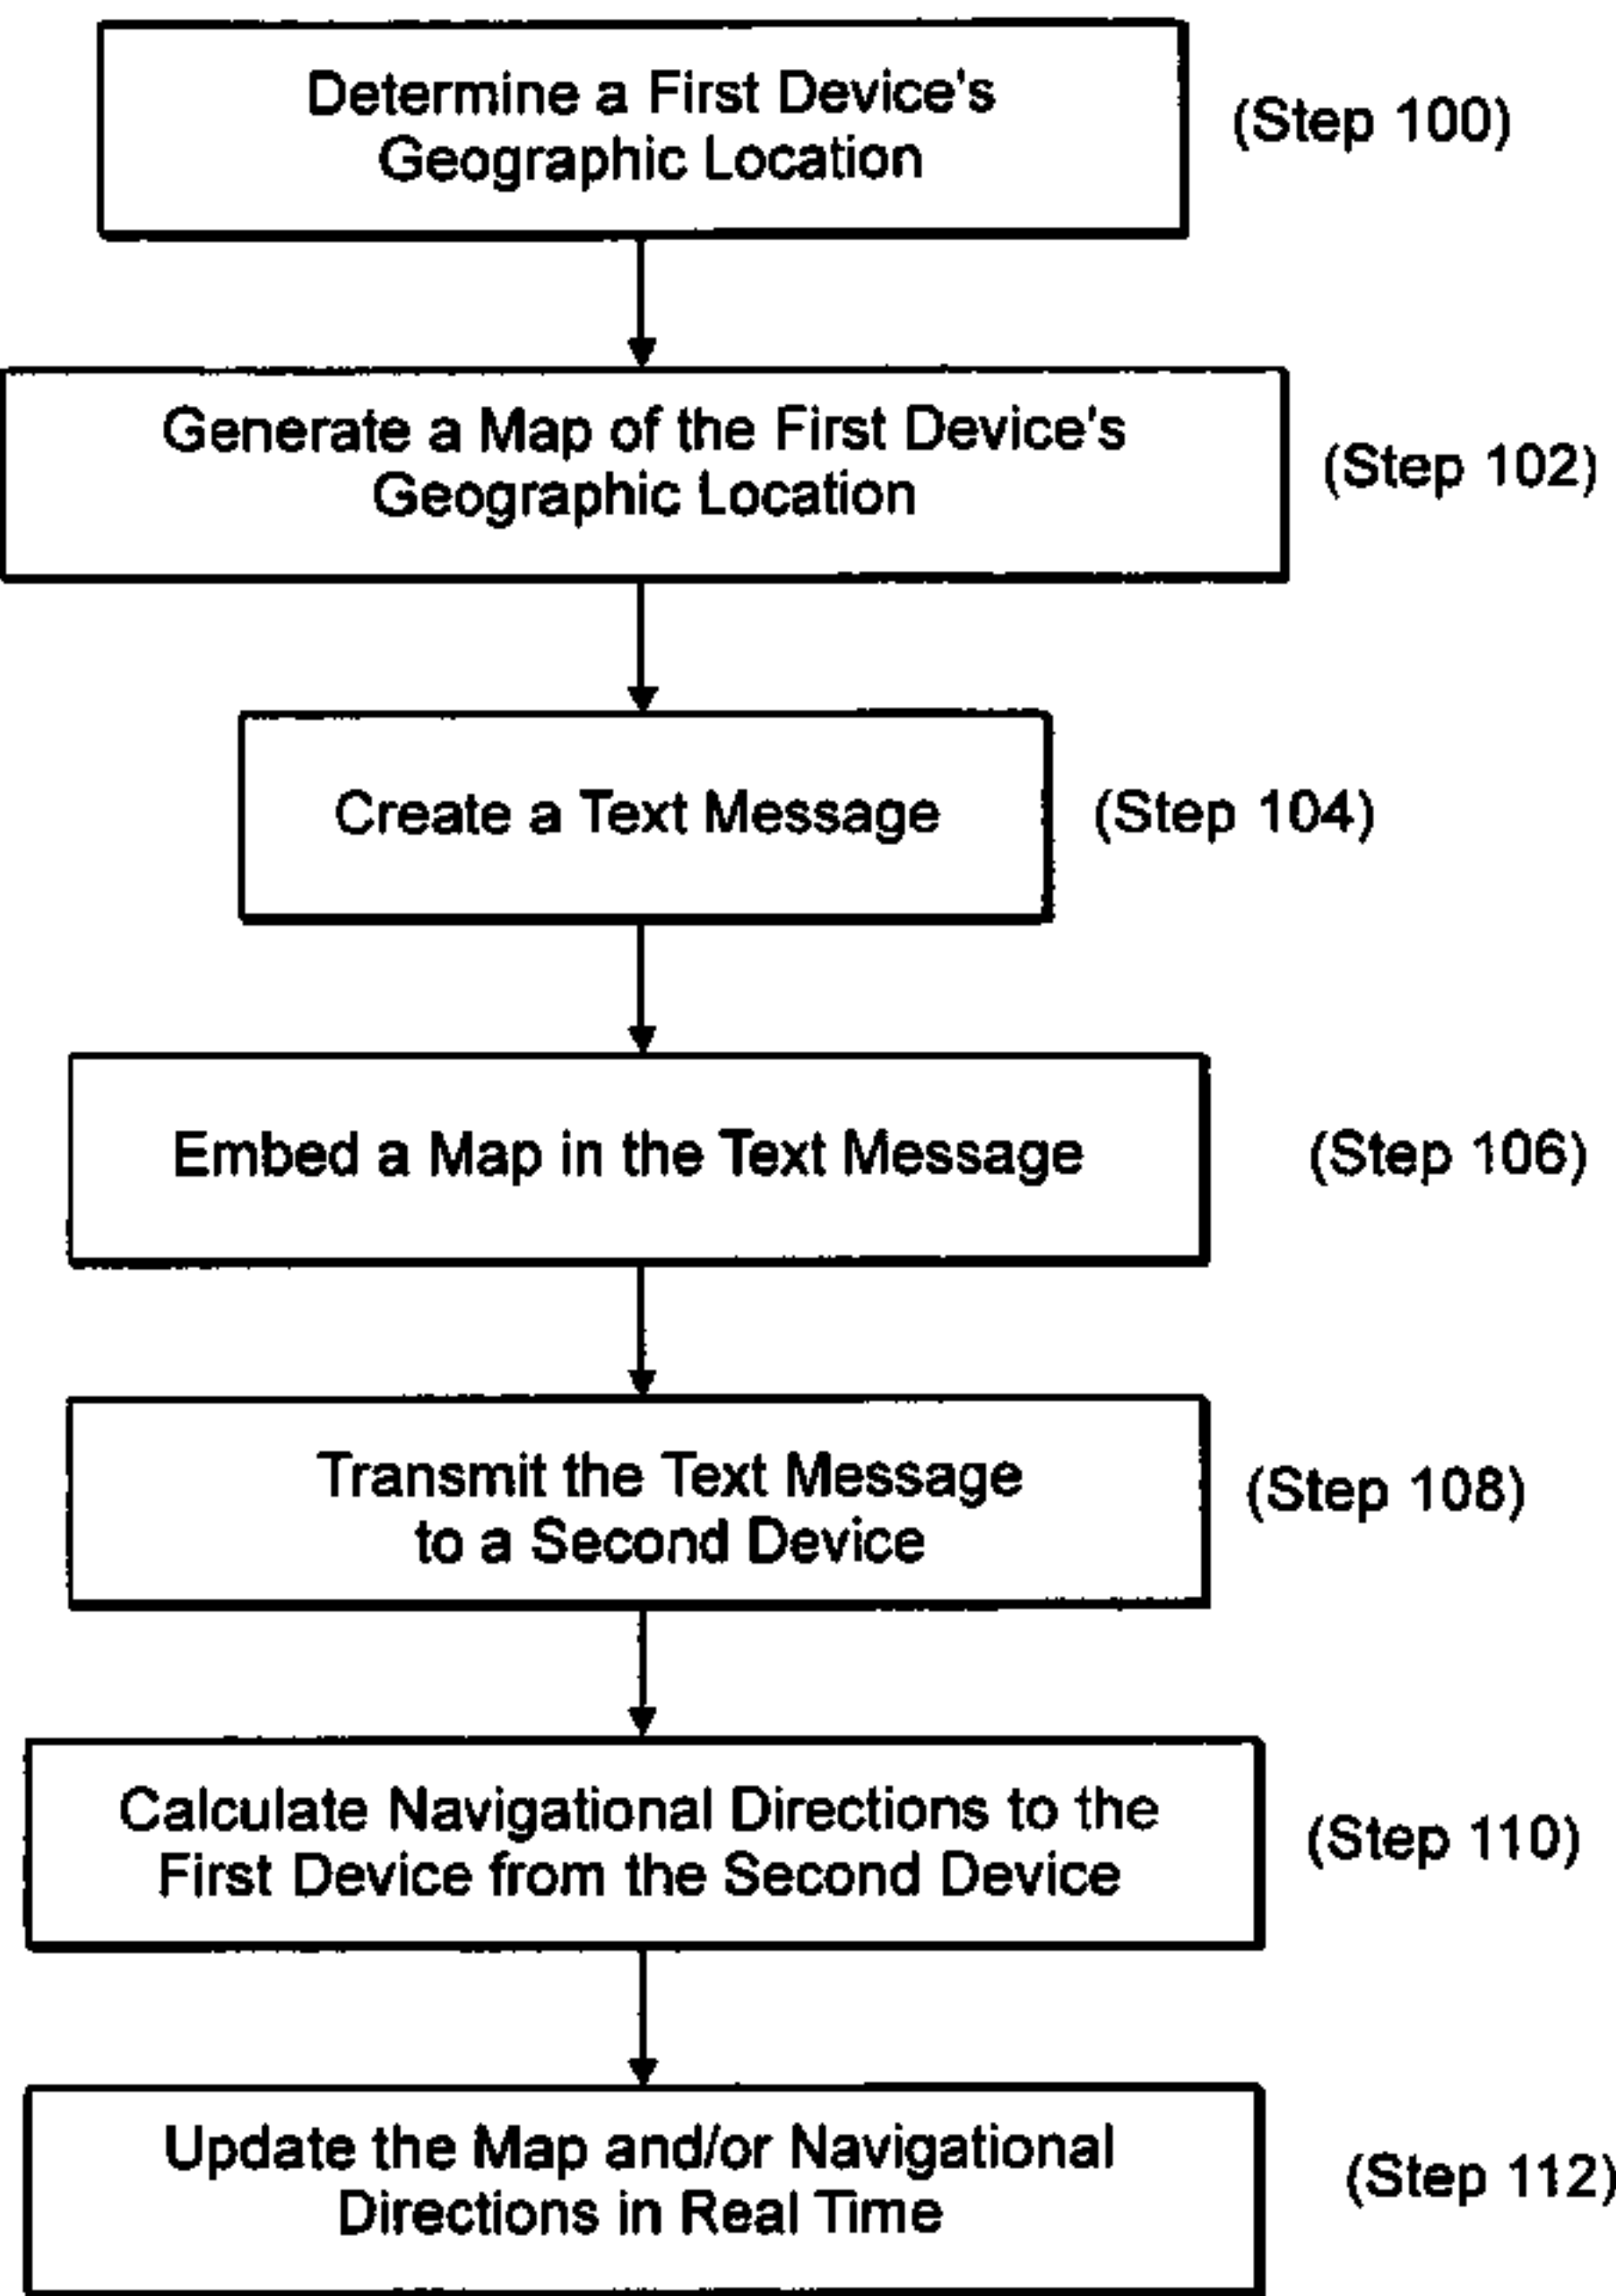 Determine a First Device's
Geographic Location
(Step 100)
Generate a Map of the First Device's
Geographic Location
(Step 102)
Create a Text Message
(Step 104)
Embed a Map in the Text Message
(Step 106)
Transmit the Text Message
to a Second Device
(Step 108)
Calculate Navigational Directions to the
First Device from the Second Device
(Step 110)
Update the Map and/or Navigational
Directions in Real Time
(Step 112)